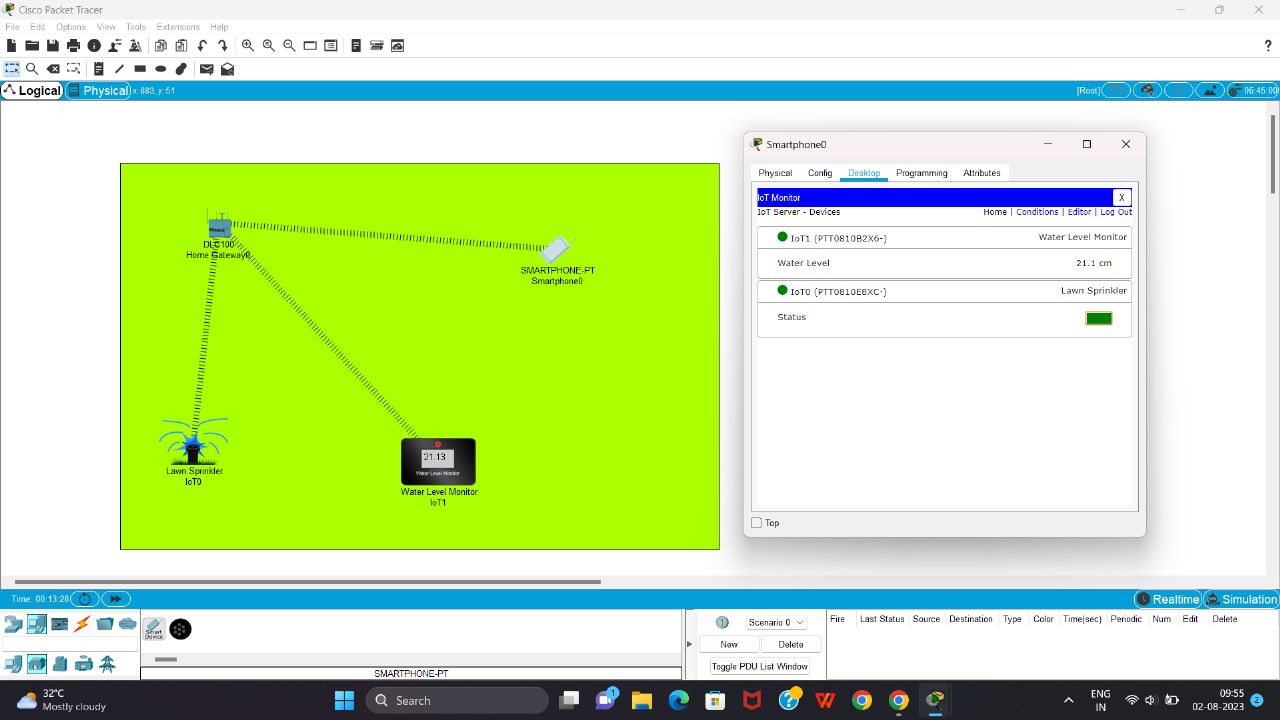 Cisco Packet Tracer
File Edit Options View Tools Extensions Help
?
Logical Physical x: 883, y: 51 [Root] 06:45:00
Smartphone0
Physical Config Desktop Programming Attributes
IoT Monitor X
IoT Server - Devices Home | Conditions | Editor | Log Out
IoT1 (PTT0810B2X6-) Water Level Monitor
Water Level 21.1 cm
IoT0 (PTT0810E8XC-) Lawn Sprinkler
Status
Top
Home Gateway0
SMARTPHONE-PT
Smartphone0
Lawn Sprinkler
IoT0
21.13
Water Level Monitor
Water Level Monitor
IoT1
Time: 00:13:28 Realtime Simulation
Smart Device
SMARTPHONE-PT
Scenario 0
New Delete
Toggle PDU List Window
Fire Last Status Source Destination Type Color Time(sec) Periodic Num Edit Delete
32°C
Mostly cloudy
Search
1
ENG
IN
09:55
02-08-2023
2